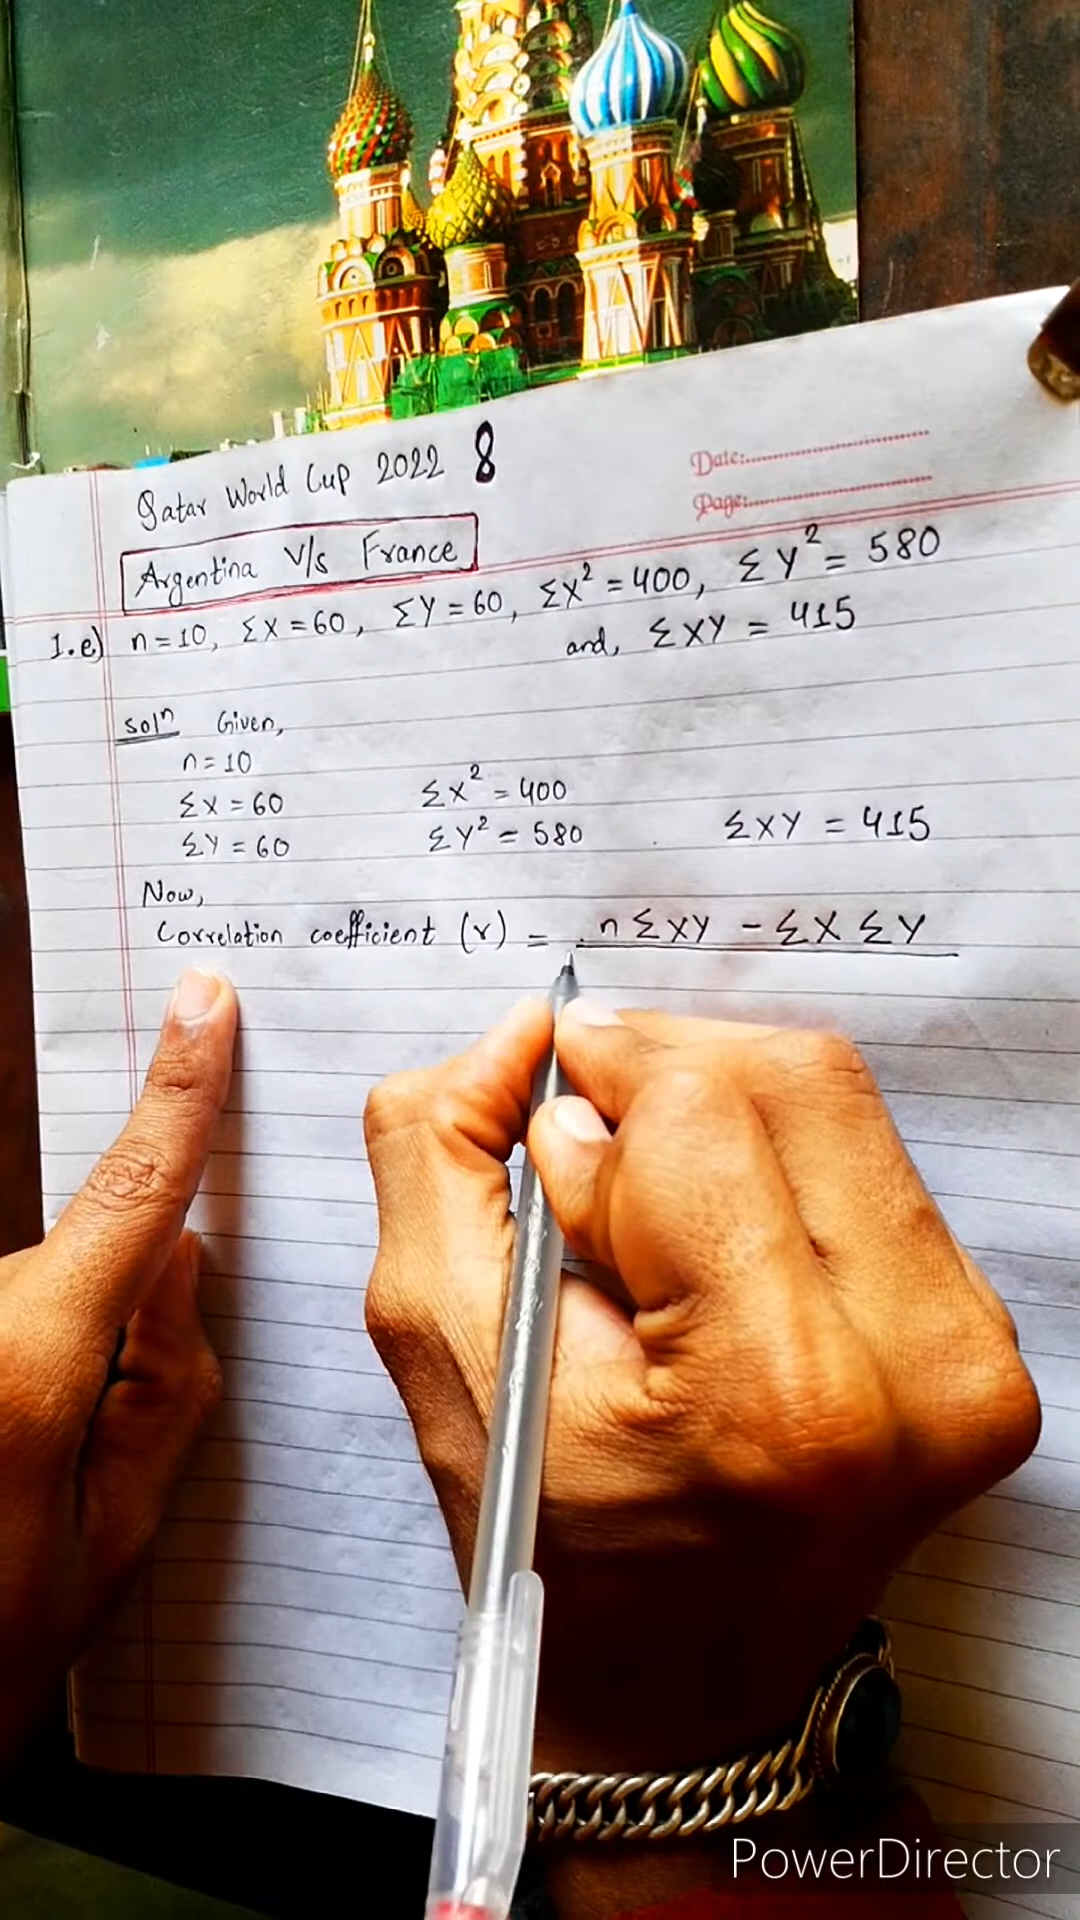 Qatar World Cup 2022 8
Date:
Page:
Argentina V/s France
1.e) n = 10, ΣX = 60, ΣY = 60, ΣX² = 400, ΣY² = 580
and, ΣXY = 415
Solⁿ Given,
n = 10
ΣX = 60 ΣX² = 400
ΣY = 60 ΣY² = 580 ΣXY = 415
Now,
Correlation coefficient (r) = nΣXY - ΣX ΣY
PowerDirector